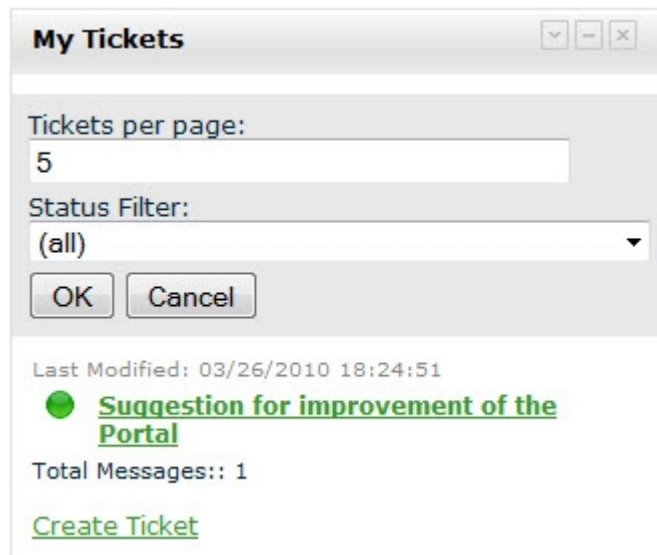 My Tickets
Tickets per page:
5
Status Filter:
(all)
OK Cancel
Last Modified: 03/26/2010 18:24:51
Suggestion for improvement of the
Portal
Total Messages:: 1
Create Ticket